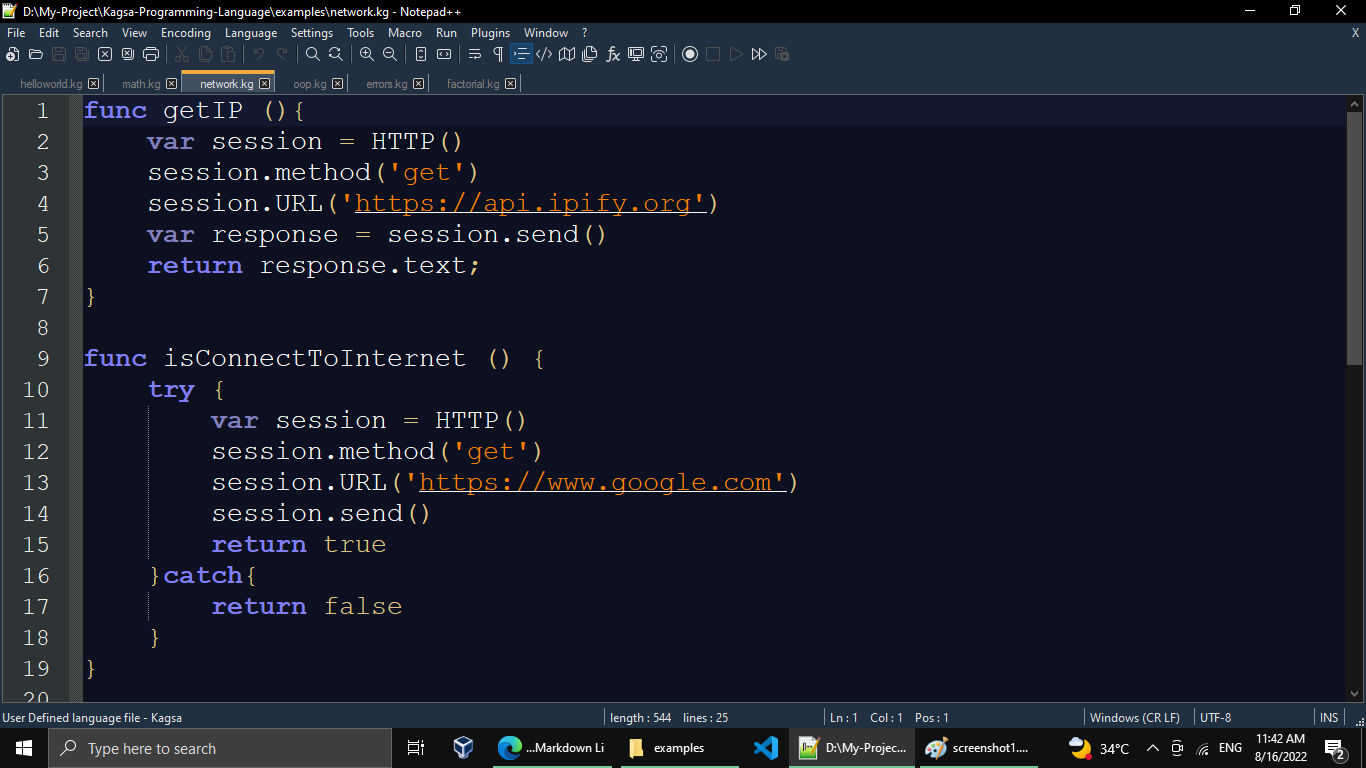 D:\My-Project\Kagsa-Programming-Language\examples\network.kg - Notepad++
File Edit Search View Encoding Language Settings Tools Macro Run Plugins Window ? X
helloworld.kg math.kg network.kg oop.kg errors.kg factorial.kg
1 func getIP (){
2 var session = HTTP()
3 session.method('get')
4 session.URL('https://api.ipify.org')
5 var response = session.send()
6 return response.text;
7 }
8
9 func isConnectToInternet () {
10 try {
11 var session = HTTP()
12 session.method('get')
13 session.URL('https://www.google.com')
14 session.send()
15 return true
16 }catch{
17 return false
18 }
19 }
20
User Defined language file - Kagsa length : 544 lines : 25 Ln : 1 Col : 1 Pos : 1 Windows (CR LF) UTF-8 INS
Type here to search ...Markdown Li examples D:\My-Projec... screenshot1.... 34°C ENG 11:42 AM
8/16/2022 2